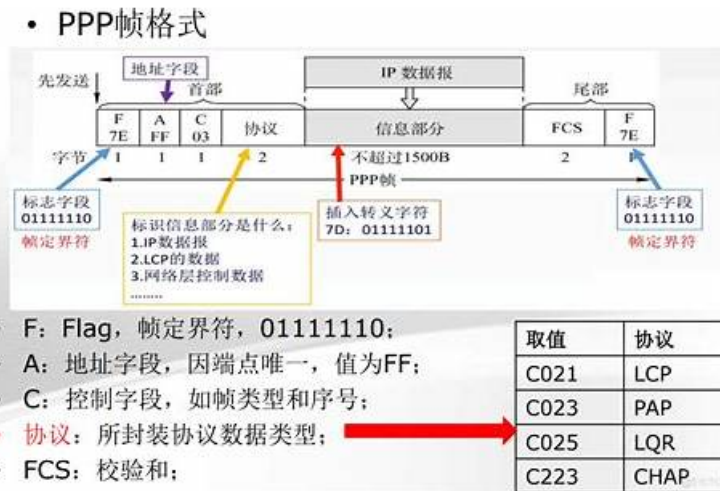 • PPP帧格式
地址字段
IP 数据报
先发送
首部
尾部
F 7E
A FF
C 03
协议
信息部分
FCS
F 7E
字节
1
1
1
2
不超过1500B
2
1
PPP帧
标志字段
01111110
帧定界符
标识信息部分是什么:
1.IP数据报
2.LCP的数据
3.网络层控制数据
........
插入转义字符
7D: 01111101
标志字段
01111110
帧定界符
F: Flag, 帧定界符, 01111110;
A: 地址字段, 因端点唯一, 值为FF;
C: 控制字段, 如帧类型和序号;
协议: 所封装协议数据类型;
FCS: 校验和;
取值 协议
C021 LCP
C023 PAP
C025 LQR
C223 CHAP